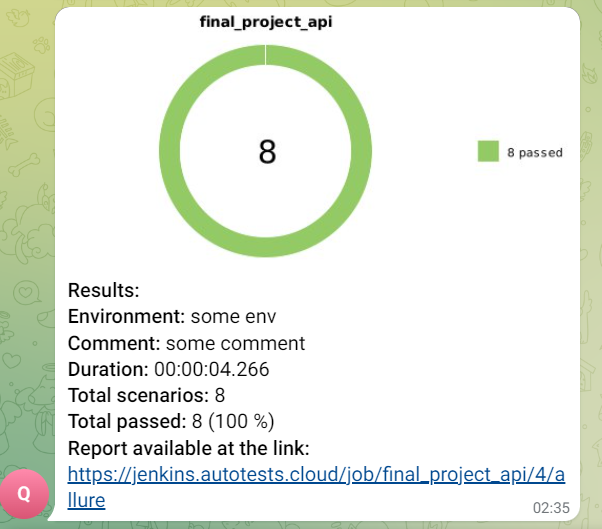 final_project_api
8
8 passed
Results:
Environment: some env
Comment: some comment
Duration: 00:00:04.266
Total scenarios: 8
Total passed: 8 (100 %)
Report available at the link:
https://jenkins.autotests.cloud/job/final_project_api/4/a
llure
Q
02:35